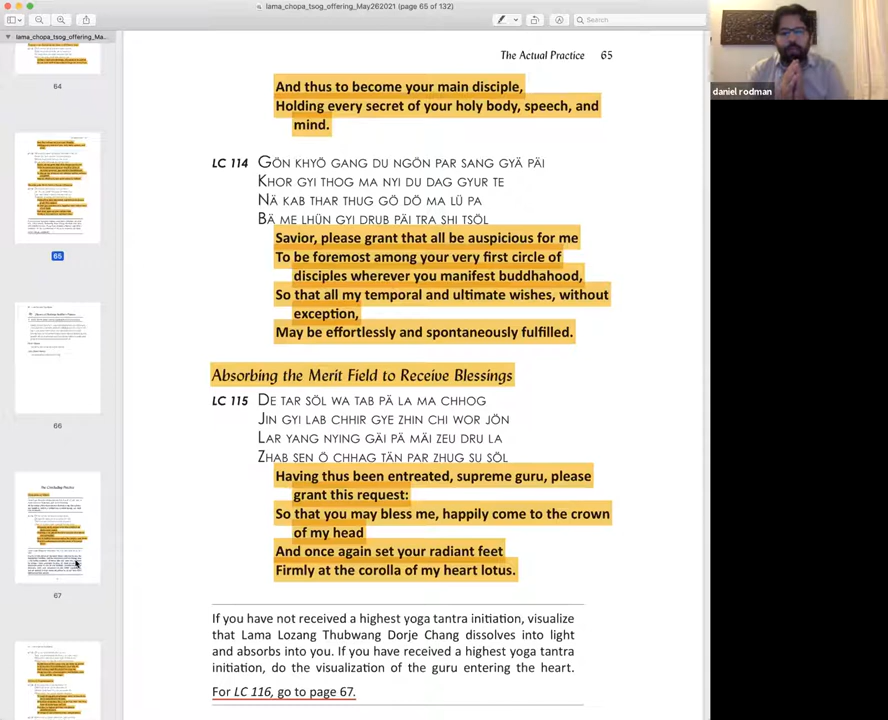 lama_chopa_tsog_offering_May262021 (page 65 of 132)
Search
lama_chopa_tsog_offering_Ma...
64
65
66
67
daniel rodman
The Actual Practice 65
And thus to become your main disciple,
Holding every secret of your holy body, speech, and
mind.
LC 114 GÖN KHYÖ GANG DU NGÖN PAR SANG GYÄ PÄI
KHOR GYI THOG MA NYI DU DAG GYUR TE
NÄ KAB THAR THUG GÖ DÖ MA LÜ PA
BÄ ME LHÜN GYI DRUB PÄI TRA SHI TSÖL
Savior, please grant that all be auspicious for me
To be foremost among your very first circle of
disciples wherever you manifest buddhahood,
So that all my temporal and ultimate wishes, without
exception,
May be effortlessly and spontaneously fulfilled.
Absorbing the Merit Field to Receive Blessings
LC 115 DE TAR SÖL WA TAB PÄ LA MA CHHOG
JIN GYI LAB CHHIR GYE ZHIN CHI WOR JÖN
LAR YANG NYING GÄI PÄ MÄI ZEU DRU LA
ZHAB SEN Ö CHHAG TÄN PAR ZHUG SU SÖL
Having thus been entreated, supreme guru, please
grant this request:
So that you may bless me, happily come to the crown
of my head
And once again set your radiant feet
Firmly at the corolla of my heart lotus.
If you have not received a highest yoga tantra initiation, visualize
that Lama Lozang Thubwang Dorje Chang dissolves into light
and absorbs into you. If you have received a highest yoga tantra
initiation, do the visualization of the guru entering the heart.
For LC 116, go to page 67.